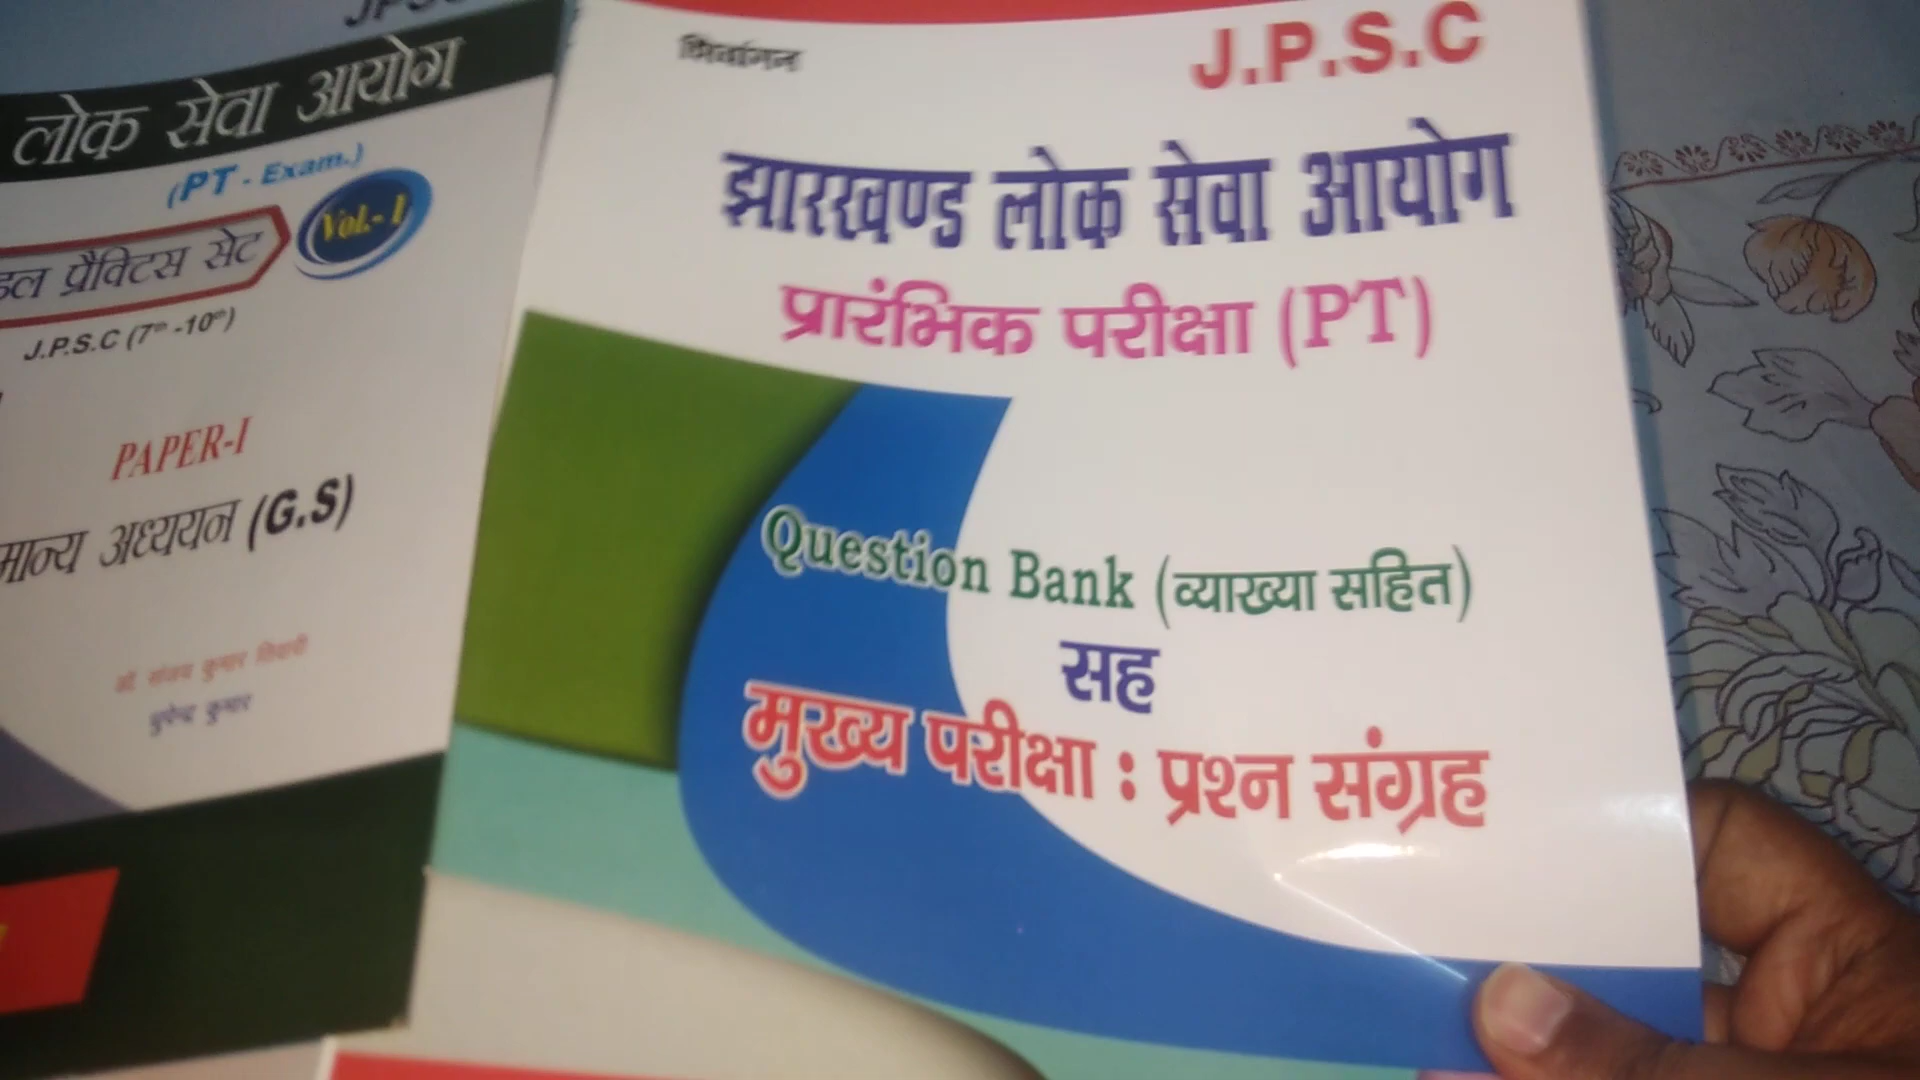 लोक सेवा आयोग
(PT - Exam.)
Vol.- I
प्रैक्टिस सेट
J.P.S.C (7th -10th)
PAPER-I
अध्ययन (G.S)
डॉ. संजय कुमार तिवारी
कुमार
J.P.S.C
झारखण्ड लोक सेवा आयोग
प्रारंभिक परीक्षा (PT)
Question Bank (व्याख्या सहित)
सह
मुख्य परीक्षा : प्रश्न संग्रह